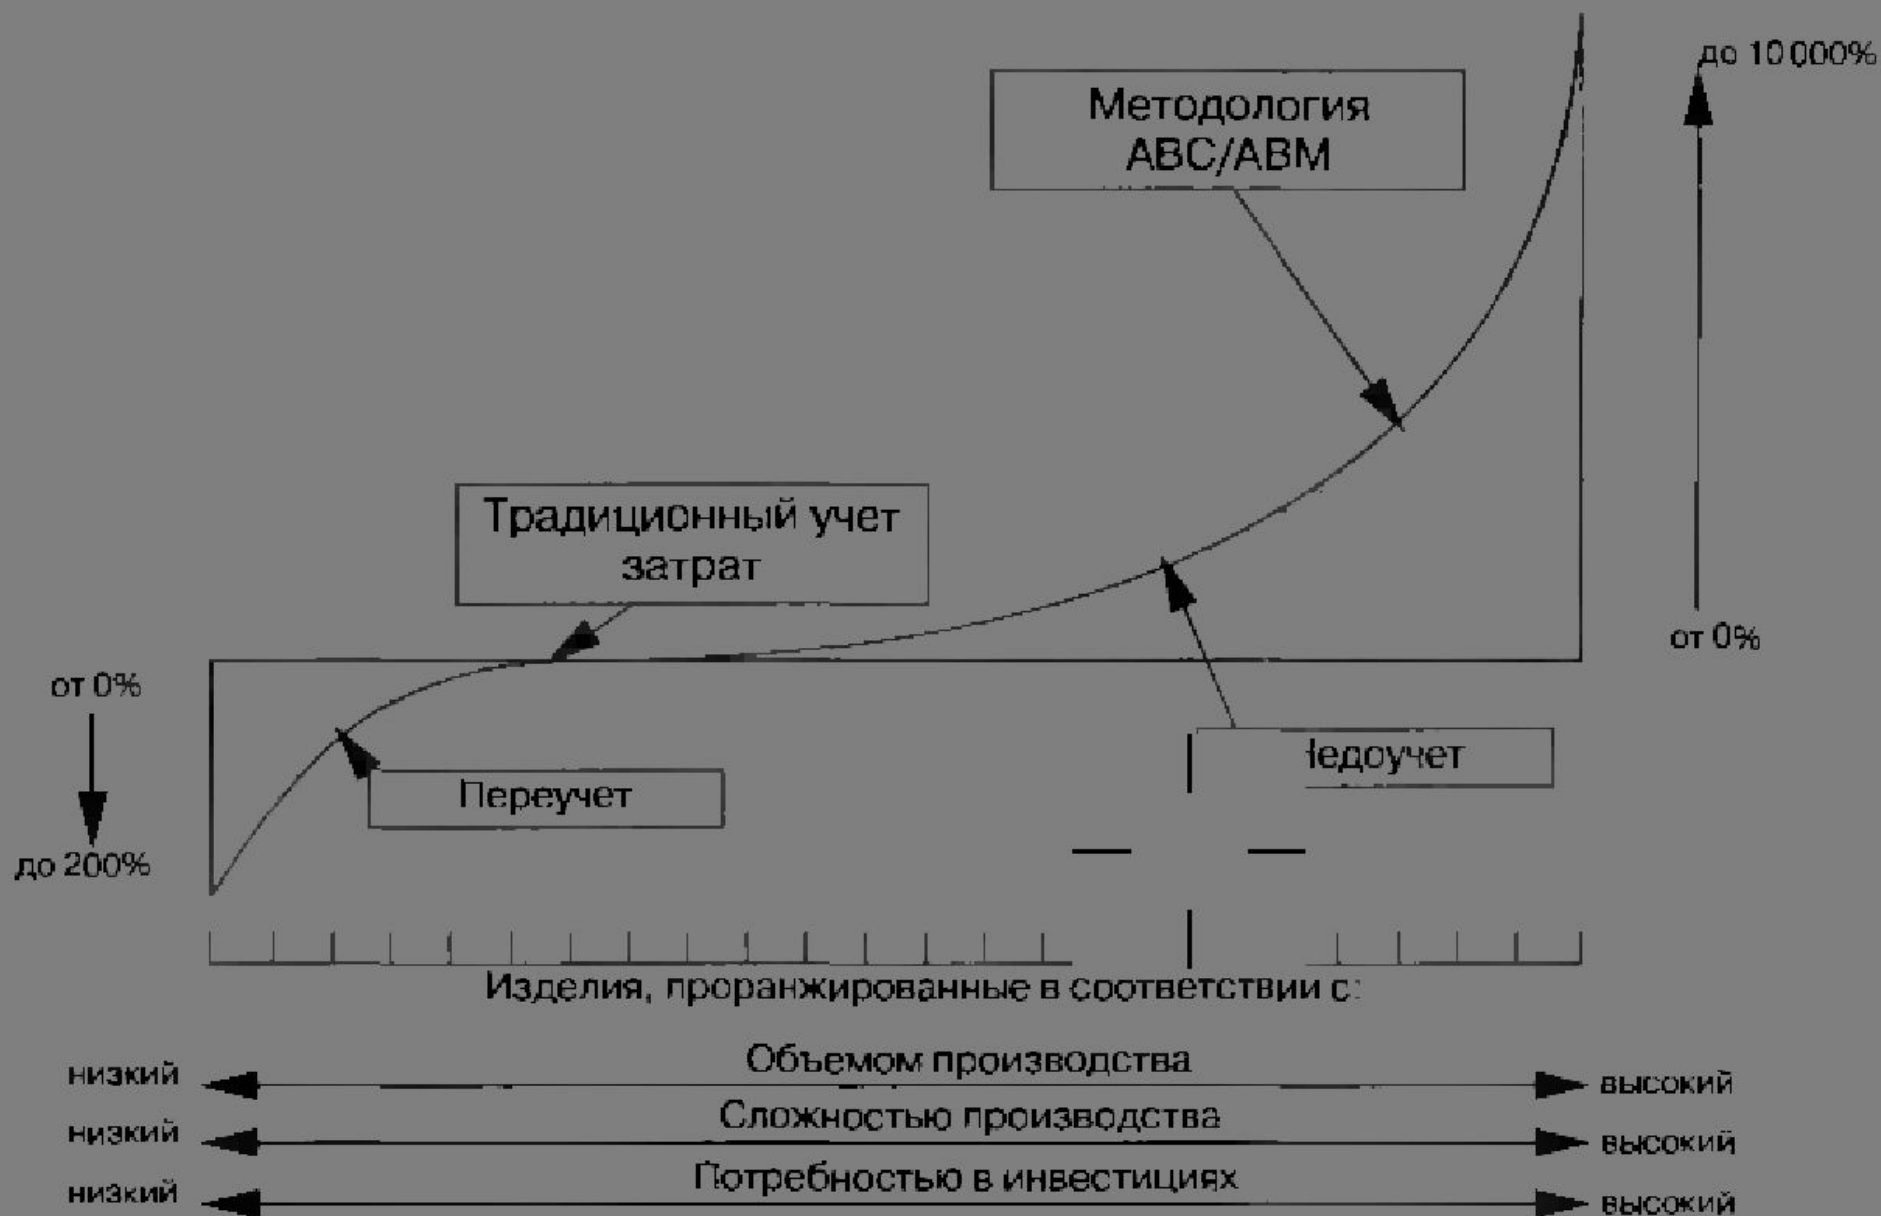 до 10 000%
Методология
ABC/ABM
Традиционный учет
затрат
от 0%
от 0%
Недоучет
Переучет
до 200%
Изделия, проранжированные в соответствии с:
Объемом производства
низкий
высокий
Сложностью производства
низкий
высокий
Потребностью в инвестициях
низкий
высокий